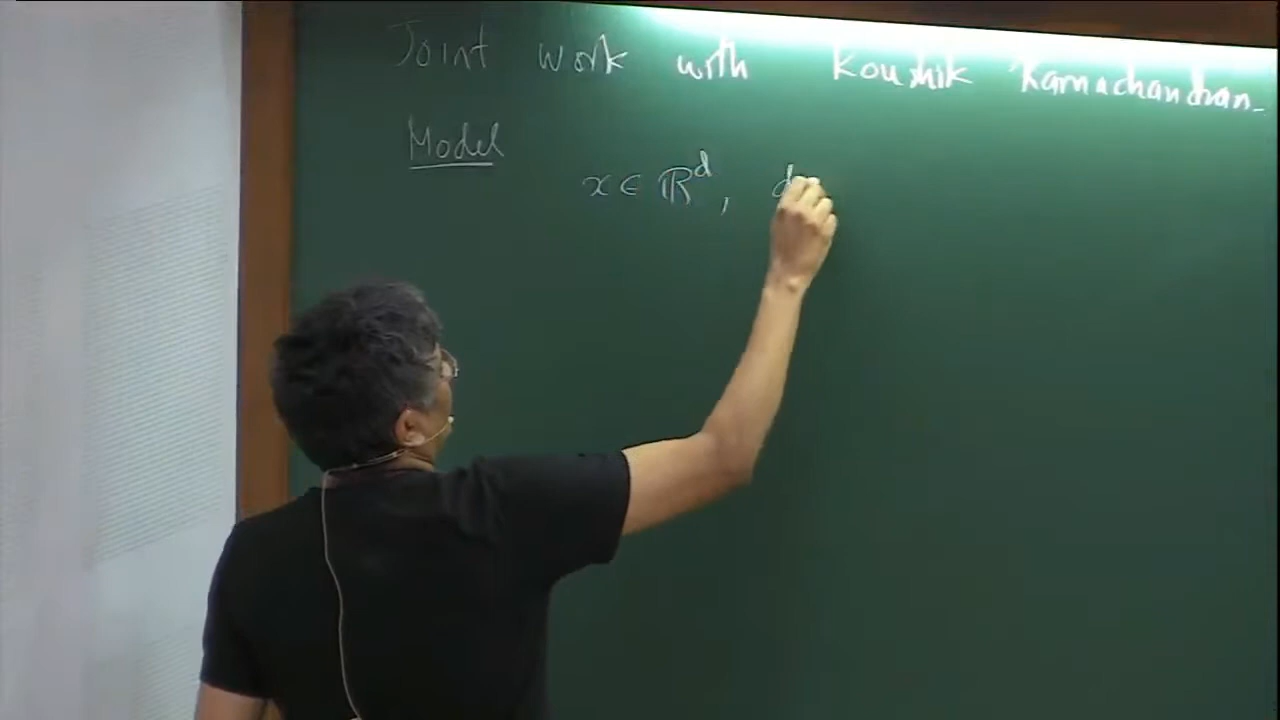 Joint work with Koushik Ramachandran.
Model
x ∈ ℝ^d, d